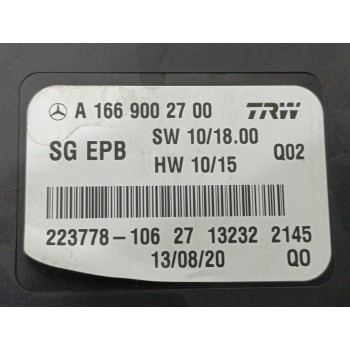 A 166 900 27 00 TRW
SG EPB SW 10/18.00 Q02
HW 10/15
223778-106 27 13232 2145
13/08/20 QO